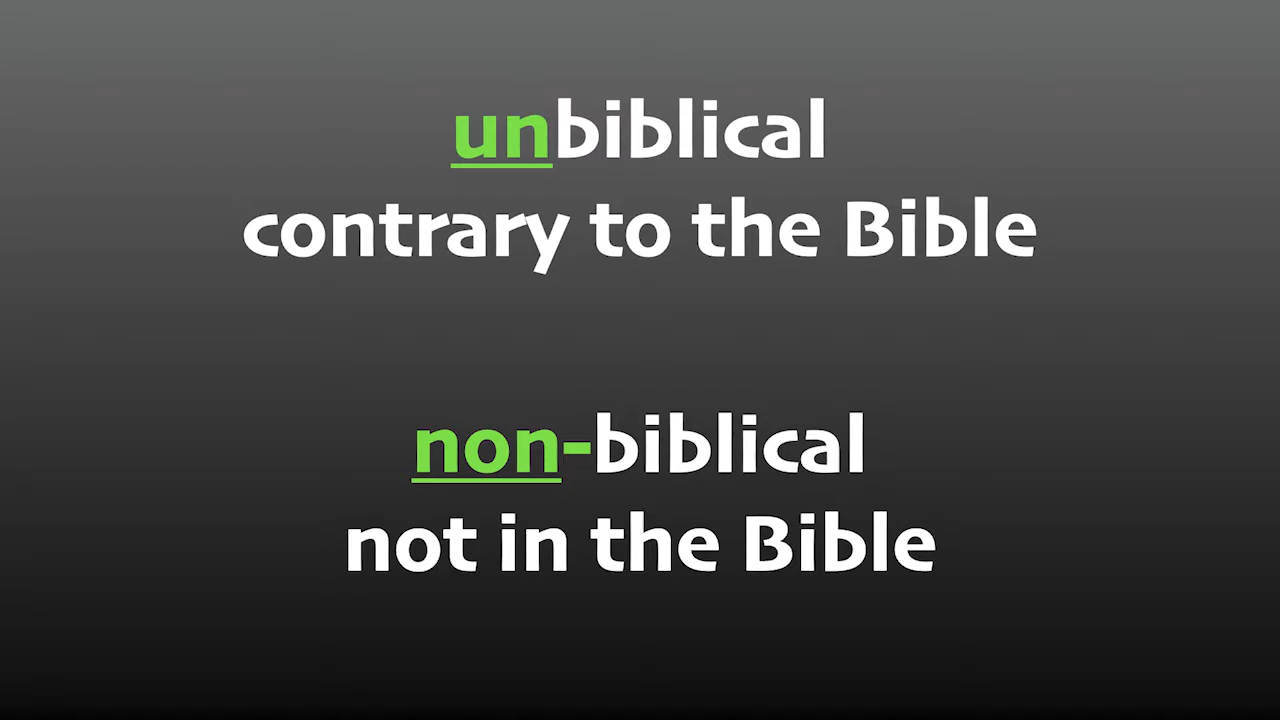 unbiblical
contrary to the Bible
non-biblical
not in the Bible